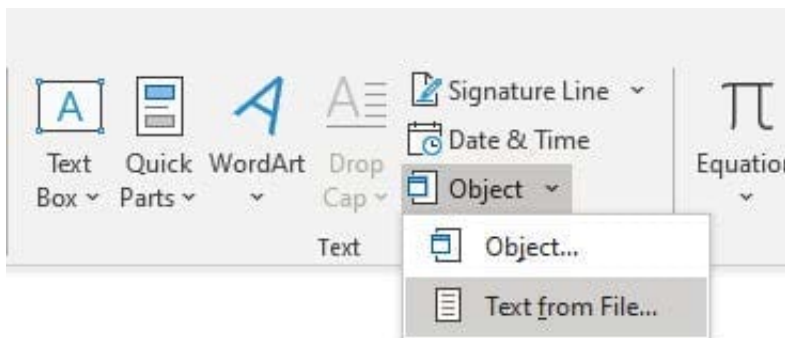 Text
Box
Quick
Parts
WordArt
Drop
Cap
Signature Line
Date & Time
Object
Equation
Text
Object...
Text from File...